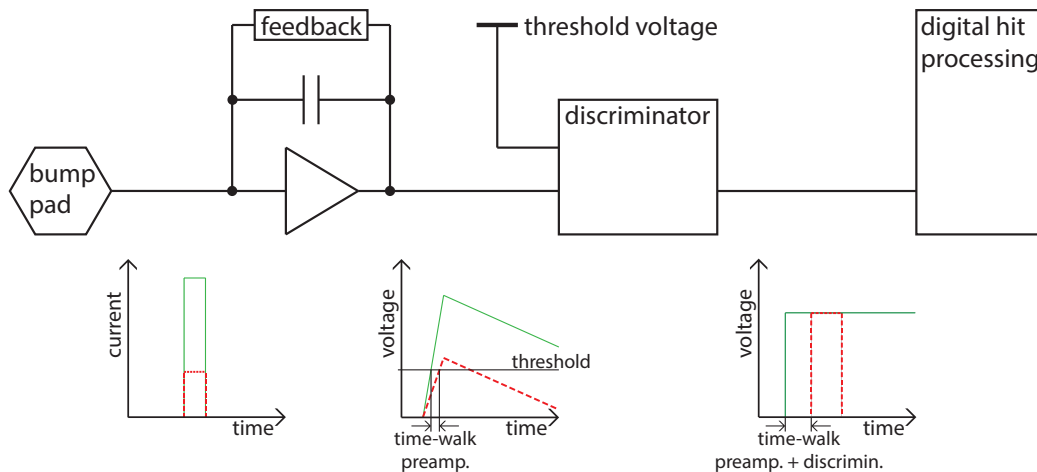 feedback
threshold voltage
digital hit
processing
discriminator
bump
pad
current
time
voltage
threshold
time
time-walk
preamp.
voltage
time
time-walk
preamp. + discrimin.